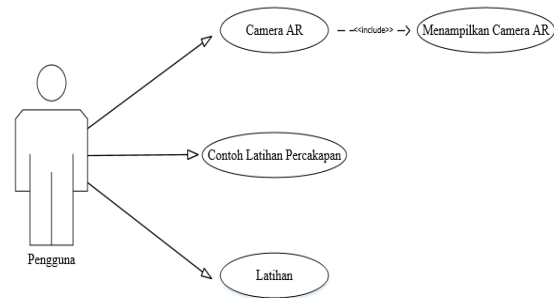 Camera AR
<<include>>
Menampilkan Camera AR
Contoh Latihan Percakapan
Pengguna
Latihan